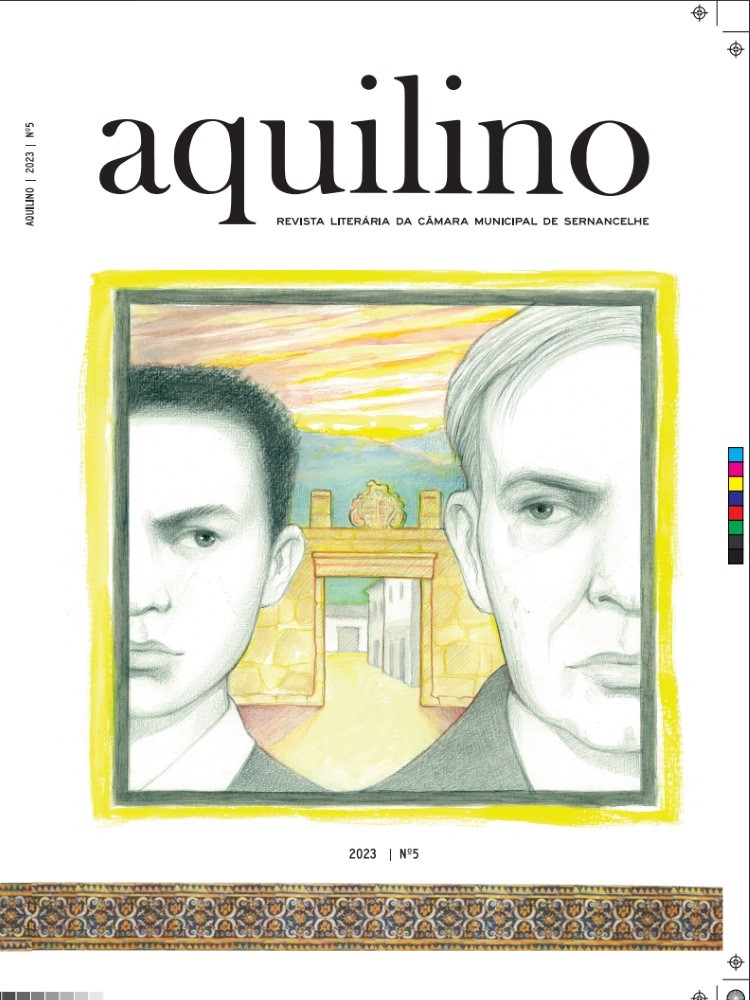 AQUILINO | 2023 | Nº5
aquilino
REVISTA LITERÁRIA DA CÂMARA MUNICIPAL DE SERNANCELHE
2023 | Nº5